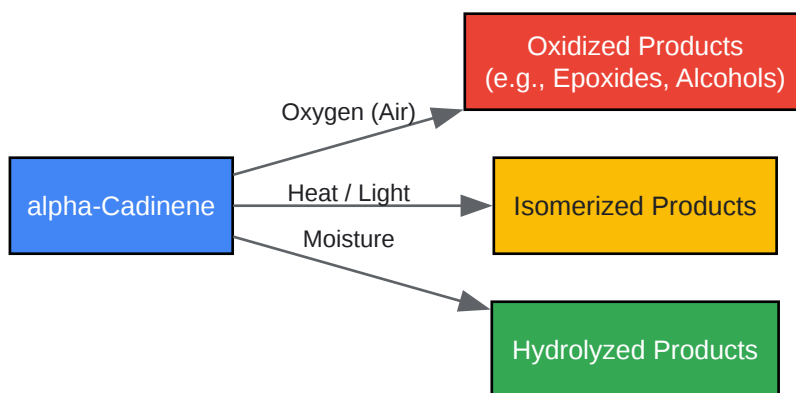 Oxidized Products
(e.g., Epoxides, Alcohols)
Oxygen (Air)
alpha-Cadinene
Heat / Light
Isomerized Products
Moisture
Hydrolyzed Products